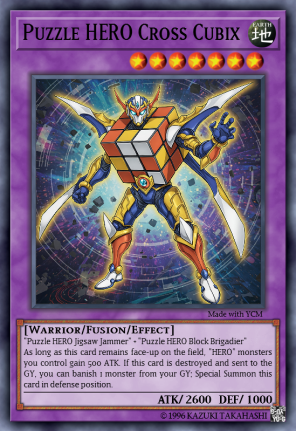 Puzzle HERO Cross Cubix
EARTH
地
Made with YCM
[Warrior/Fusion/Effect]
"Puzzle HERO Jigsaw Jammer" + "Puzzle HERO Block Brigadier"
As long as this card remains face-up on the field, "HERO" monsters
you control gain 500 ATK. If this card is destroyed and sent to the
GY, you can banish 1 monster from your GY; Special Summon this
card in defense position.
ATK/ 2600 DEF/ 1000
©1996 KAZUKI TAKAHASHI